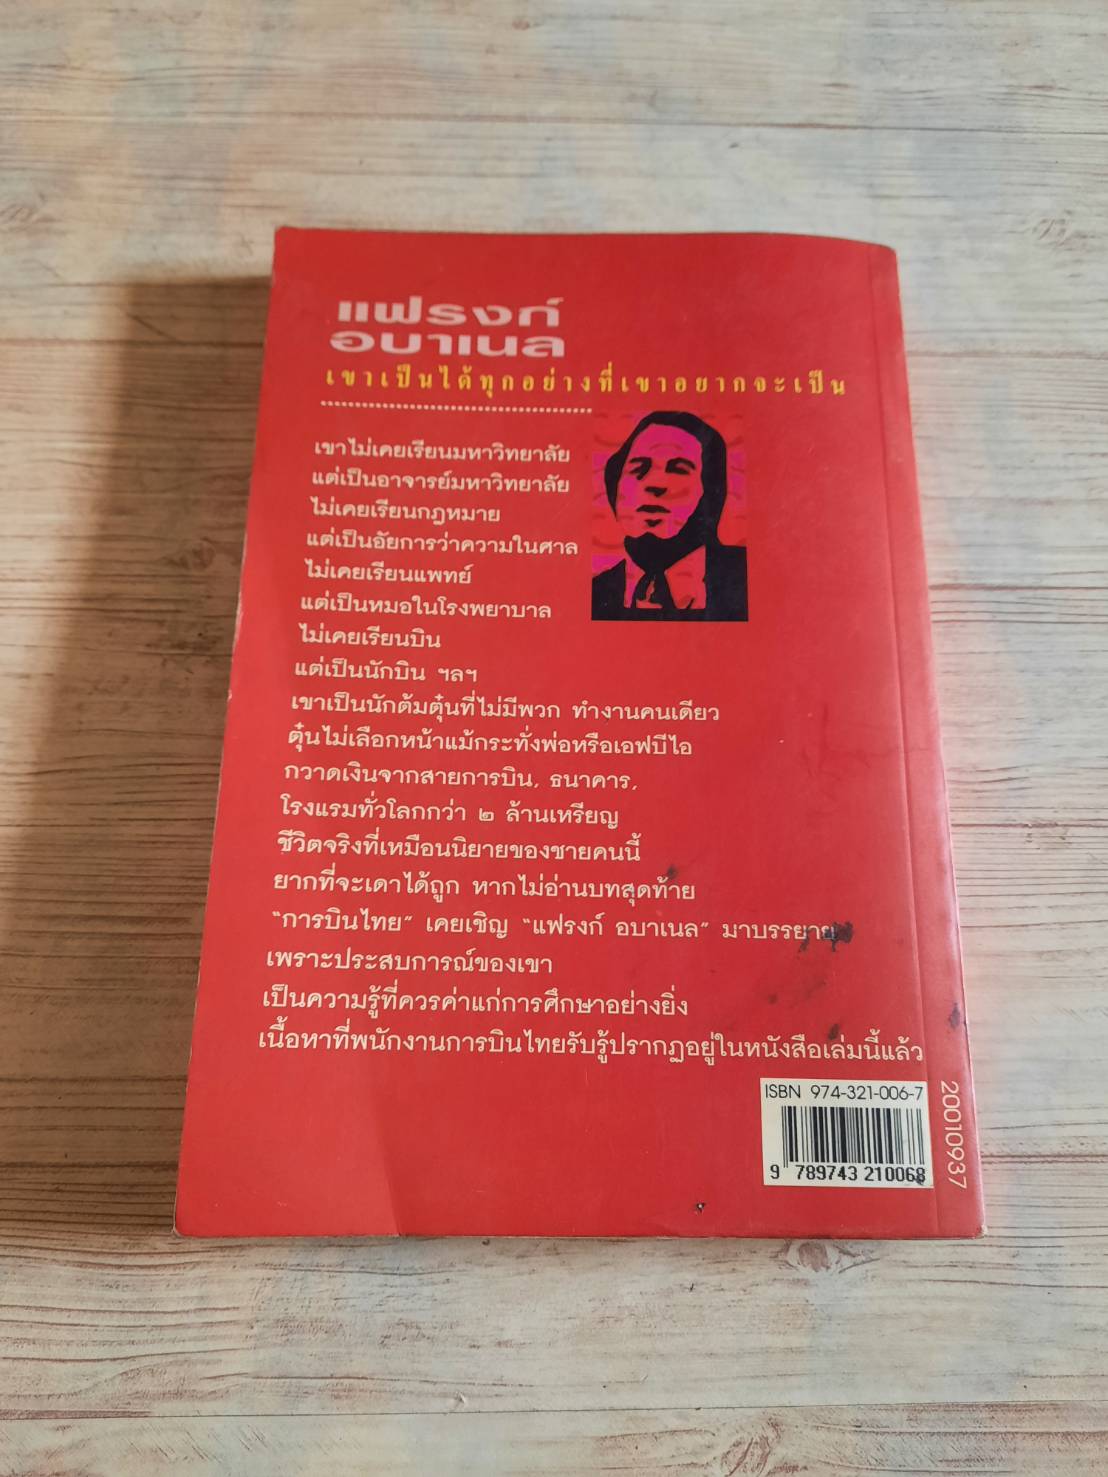 แฟรงก์
อบาเนล
เขาเป็นได้ทุกอย่างที่เขาอยากจะเป็น
เขาไม่เคยเรียนมหาวิทยาลัย
แต่เป็นอาจารย์มหาวิทยาลัย
ไม่เคยเรียนกฎหมาย
แต่เป็นอัยการว่าความในศาล
ไม่เคยเรียนแพทย์
แต่เป็นหมอในโรงพยาบาล
ไม่เคยเรียนบิน
แต่เป็นนักบิน ฯลฯ
เขาเป็นนักต้มตุ๋นที่ไม่มีพวก ทำงานคนเดียว
ตุ๋นไม่เลือกหน้าแม้กระทั่งพ่อหรือเอฟบีไอ
กวาดเงินจากสายการบิน, ธนาคาร,
โรงแรมทั่วโลกกว่า ๒ ล้านเหรียญ
ชีวิตจริงที่เหมือนนิยายของชายคนนี้
ยากที่จะเดาได้ถูก หากไม่อ่านบทสุดท้าย
“การบินไทย” เคยเชิญ “แฟรงก์ อบาเนล” มาบรรยาย
เพราะประสบการณ์ของเขา
เป็นความรู้ที่ควรค่าแก่การศึกษาอย่างยิ่ง
เนื้อหาที่พนักงานการบินไทยรับรู้ปรากฏอยู่ในหนังสือเล่มนี้แล้ว
ISBN 974-321-006-7
9 789743 210068
20010937